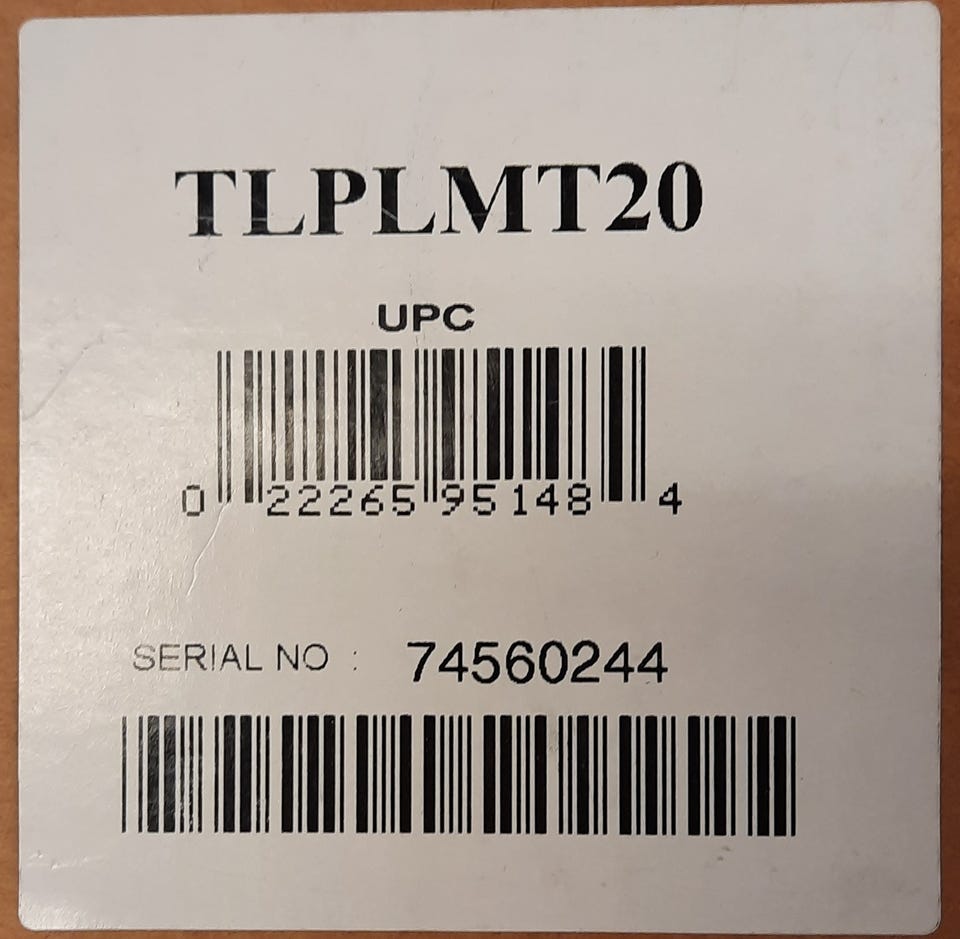 TLPLMT20
UPC
0 22265 95148 4
SERIAL NO : 74560244